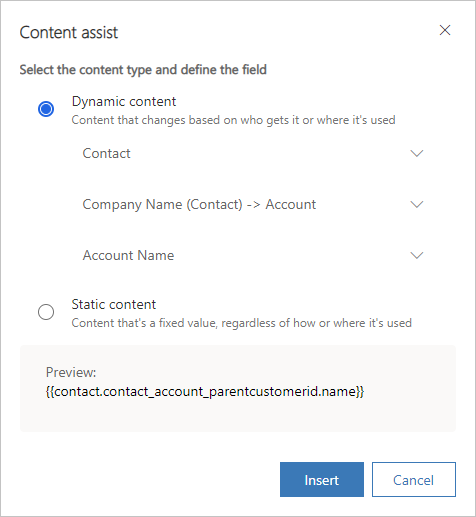 Content assist
Select the content type and define the field
Dynamic content
Content that changes based on who gets it or where it's used
Contact
Company Name (Contact) -> Account
Account Name
Static content
Content that's a fixed value, regardless of how or where it's used
Preview:
{{contact.contact_account_parentcustomerid.name}}
Insert
Cancel